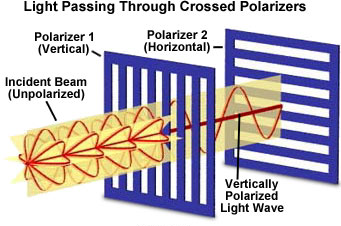 Light Passing Through Crossed Polarizers
Polarizer 1
(Vertical)
Polarizer 2
(Horizontal)
Incident Beam
(Unpolarized)
Vertically
Polarized
Light Wave